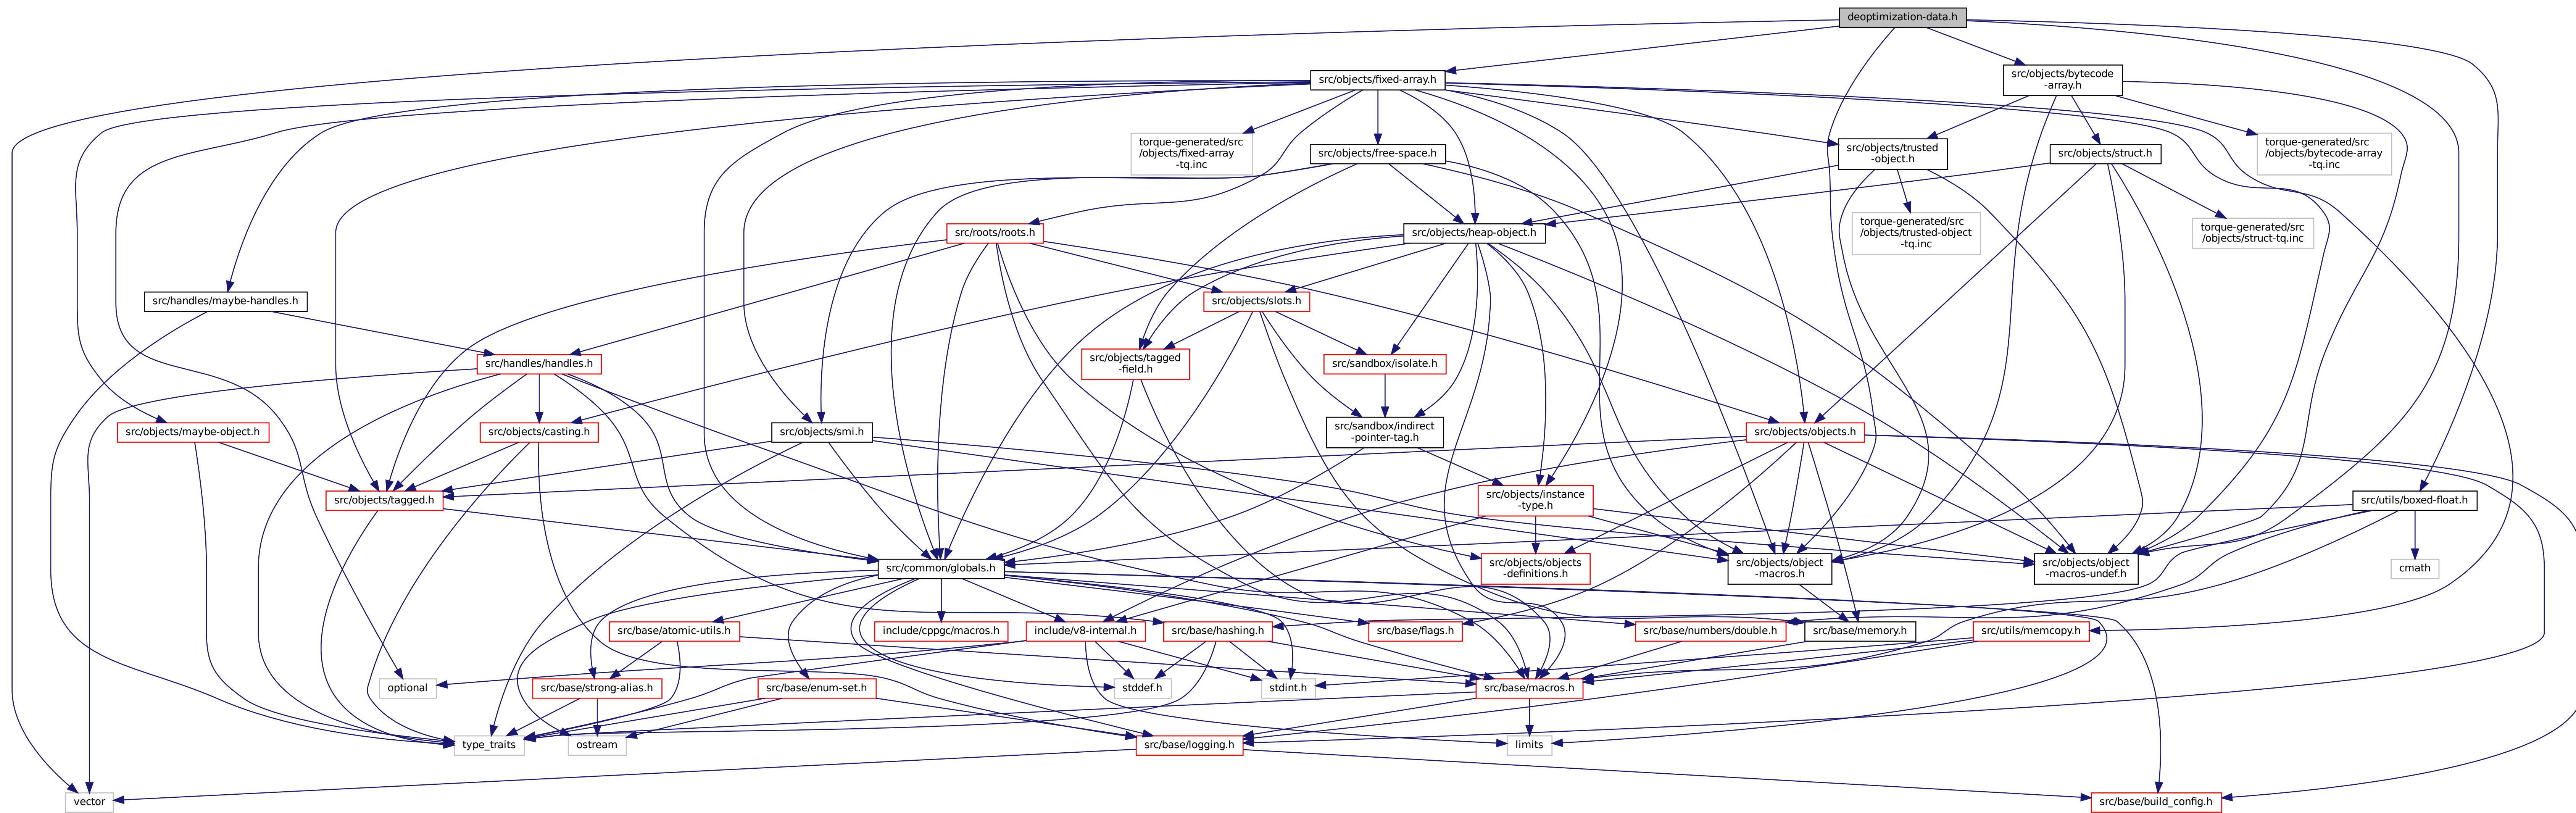 deoptimization-data.h
src/objects/fixed-array.h
src/objects/bytecode
-array.h
torque-generated/src
/objects/fixed-array
-tq.inc
src/objects/free-space.h
src/objects/trusted
-object.h
src/objects/struct.h
torque-generated/src
/objects/bytecode-array
-tq.inc
src/roots/roots.h
src/objects/heap-object.h
torque-generated/src
/objects/trusted-object
-tq.inc
torque-generated/src
/objects/struct-tq.inc
src/handles/maybe-handles.h
src/objects/slots.h
src/handles/handles.h
src/objects/tagged
-field.h
src/sandbox/isolate.h
src/objects/maybe-object.h
src/objects/casting.h
src/objects/smi.h
src/sandbox/indirect
-pointer-tag.h
src/objects/objects.h
src/objects/tagged.h
src/objects/instance
-type.h
src/utils/boxed-float.h
src/common/globals.h
src/objects/objects
-definitions.h
src/objects/object
-macros.h
src/objects/object
-macros-undef.h
cmath
src/base/atomic-utils.h
include/cppgc/macros.h
include/v8-internal.h
src/base/hashing.h
src/base/flags.h
src/base/numbers/double.h
src/base/memory.h
src/utils/memcopy.h
optional
src/base/strong-alias.h
src/base/enum-set.h
stddef.h
stdint.h
src/base/macros.h
type_traits
ostream
src/base/logging.h
limits
vector
src/base/build_config.h